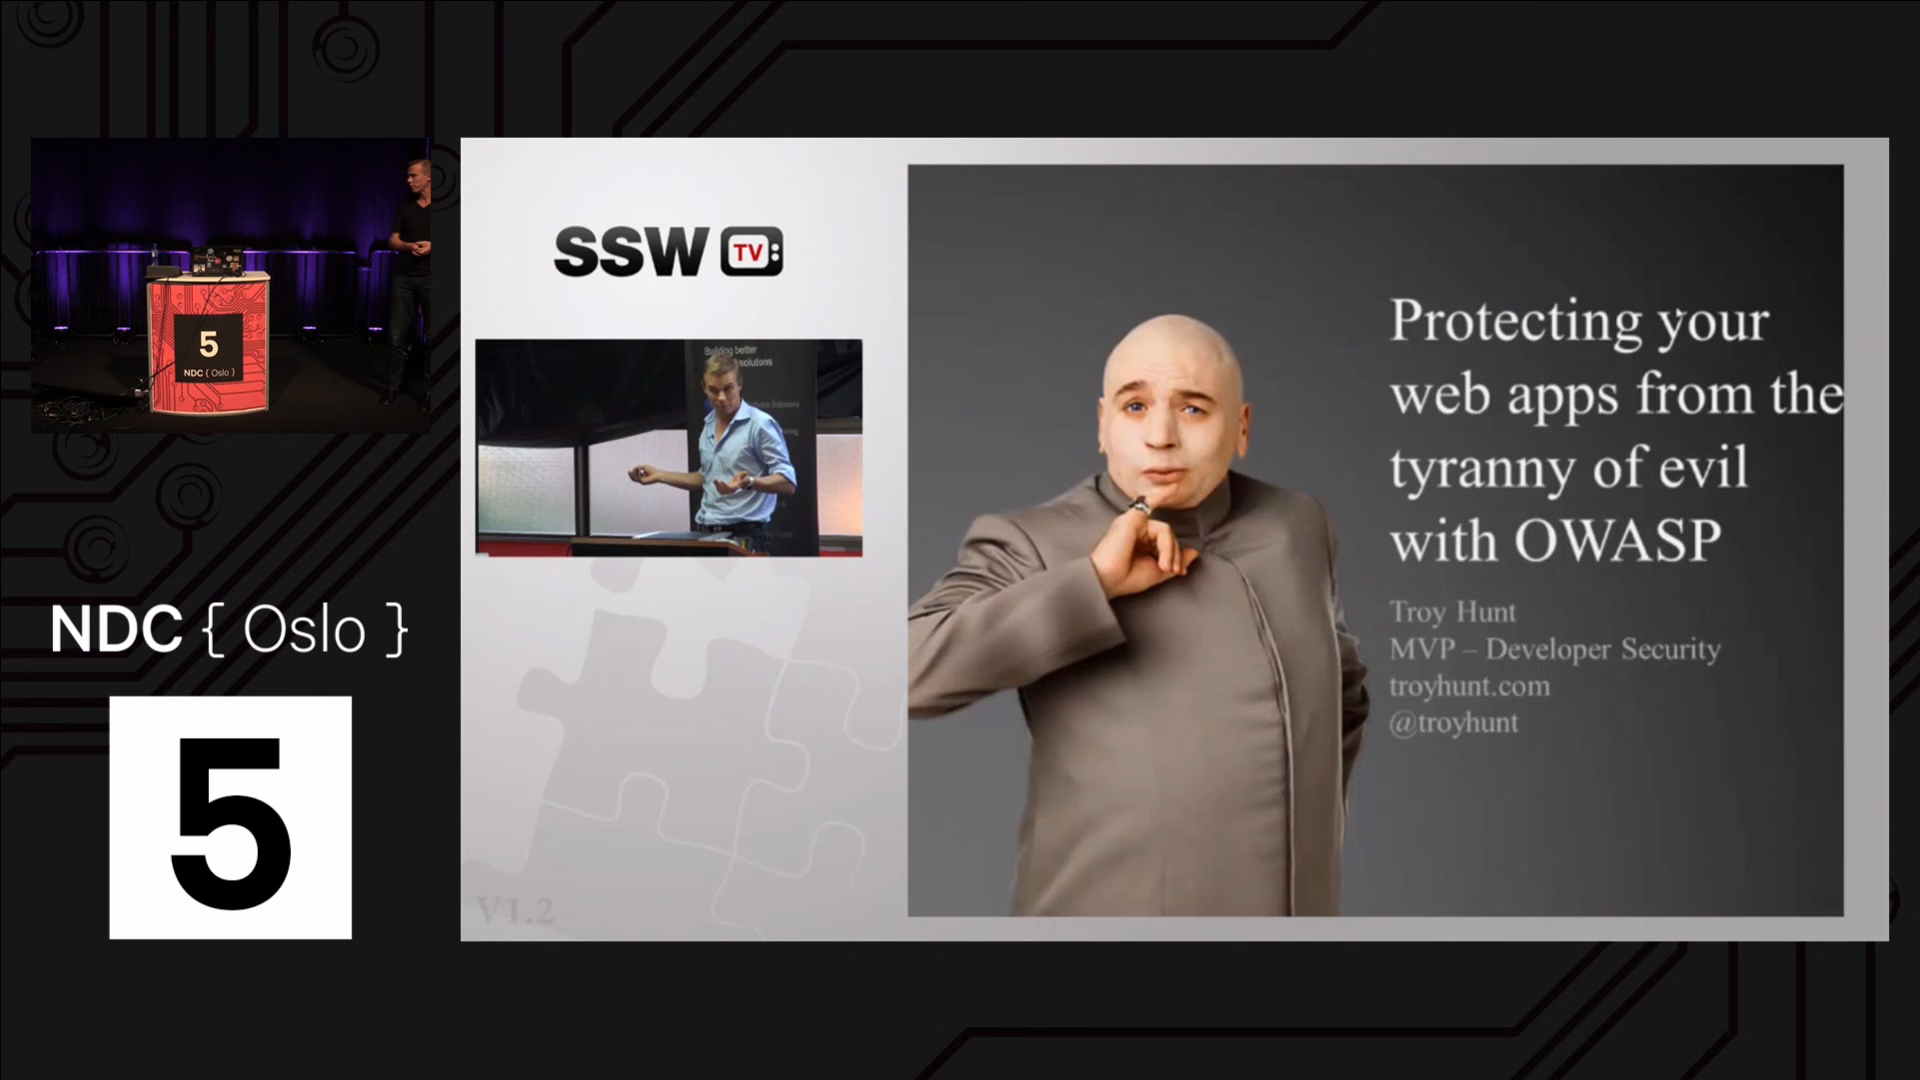 5
NDC { Oslo }
NDC { Oslo }
5
SSW TV
Building better
solutions
V1.2
Protecting your
web apps from the
tyranny of evil
with OWASP
Troy Hunt
MVP – Developer Security
troyhunt.com
@troyhunt